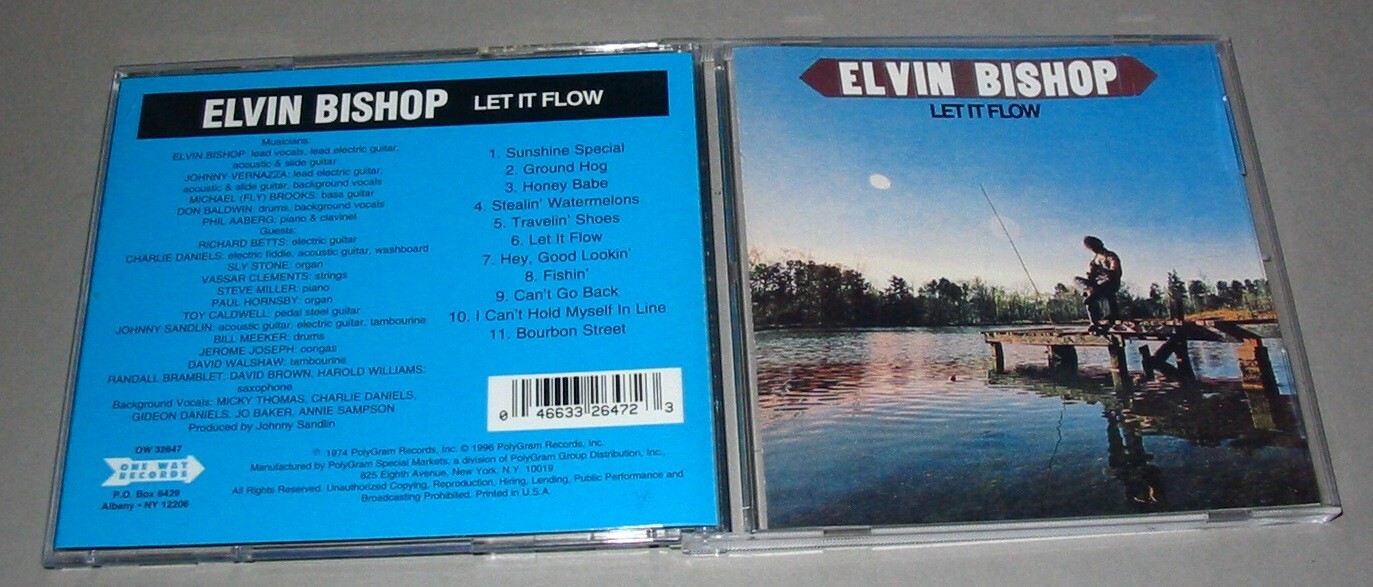 ELVIN BISHOP LET IT FLOW
Musicians:
ELVIN BISHOP: lead vocals, lead electric guitar,
acoustic & slide guitar
JOHNNY VERNAZZA: lead electric guitar,
acoustic & slide guitar, background vocals
MICHAEL (FLY) BROOKS: bass guitar
DON BALDWIN: drums, background vocals
PHIL AABERG: piano & clavinet
Guests:
RICHARD BETTS: electric guitar
CHARLIE DANIELS: electric fiddle, acoustic guitar, washboard
SLY STONE: organ
VASSAR CLEMENTS: strings
STEVE MILLER: piano
PAUL HORNSBY: organ
TOY CALDWELL: pedal steel guitar
JOHNNY SANDLIN: acoustic guitar, electric guitar, tambourine
BILL MEEKER: drums
JEROME JOSEPH: congas
DAVID WALSHAW: tambourine
RANDALL BRAMBLET, DAVID BROWN, HAROLD WILLIAMS:
saxophone
Background Vocals: MICKY THOMAS, CHARLIE DANIELS,
GIDEON DANIELS, JO BAKER, ANNIE SAMPSON
Produced by Johnny Sandlin
1. Sunshine Special
2. Ground Hog
3. Honey Babe
4. Stealin' Watermelons
5. Travelin' Shoes
6. Let It Flow
7. Hey, Good Lookin'
8. Fishin'
9. Can't Go Back
10. I Can't Hold Myself In Line
11. Bourbon Street
0 46633 26472 3
OW 32647
ONE WAY
RECORDS
P.O. Box 8429
Albany • NY 12206
℗ 1974 PolyGram Records, Inc. © 1996 PolyGram Records, Inc.
Manufactured by PolyGram Special Markets, a division of PolyGram Group Distribution, Inc.,
825 Eighth Avenue, New York, N.Y. 10019
All Rights Reserved. Unauthorized Copying, Reproduction, Hiring, Lending, Public Performance and
Broadcasting Prohibited. Printed in U.S.A.
ELVIN BISHOP
LET IT FLOW